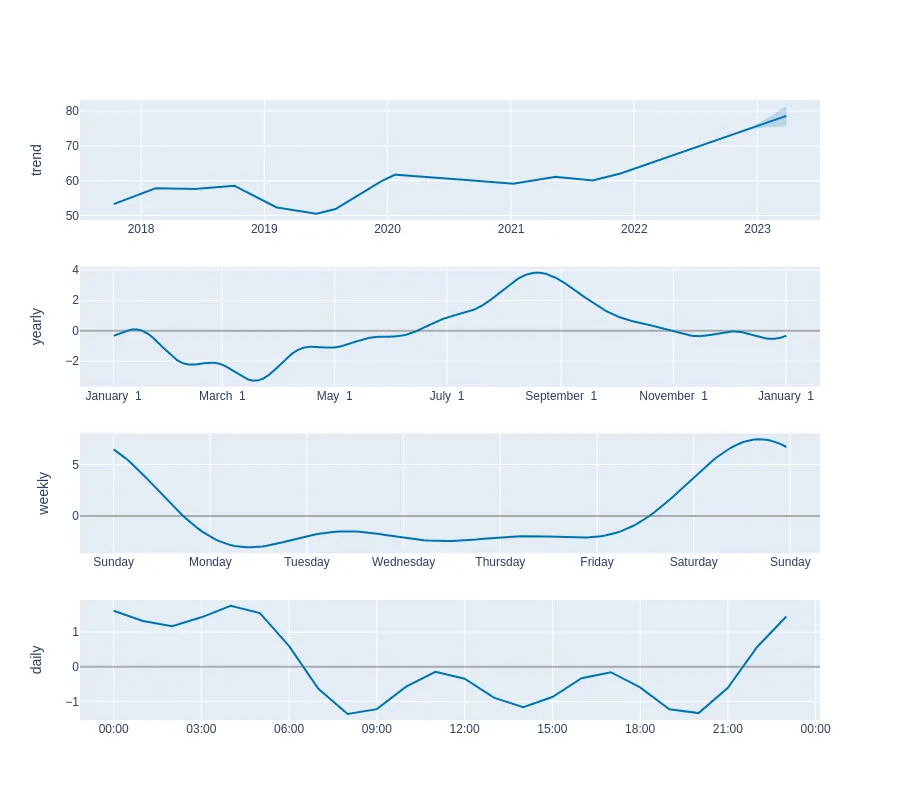 trend
80
70
60
50
2018 2019 2020 2021 2022 2023
yearly
4
2
0
−2
January 1 March 1 May 1 July 1 September 1 November 1 January 1
weekly
5
0
Sunday Monday Tuesday Wednesday Thursday Friday Saturday Sunday
daily
1
0
−1
00:00 03:00 06:00 09:00 12:00 15:00 18:00 21:00 00:00